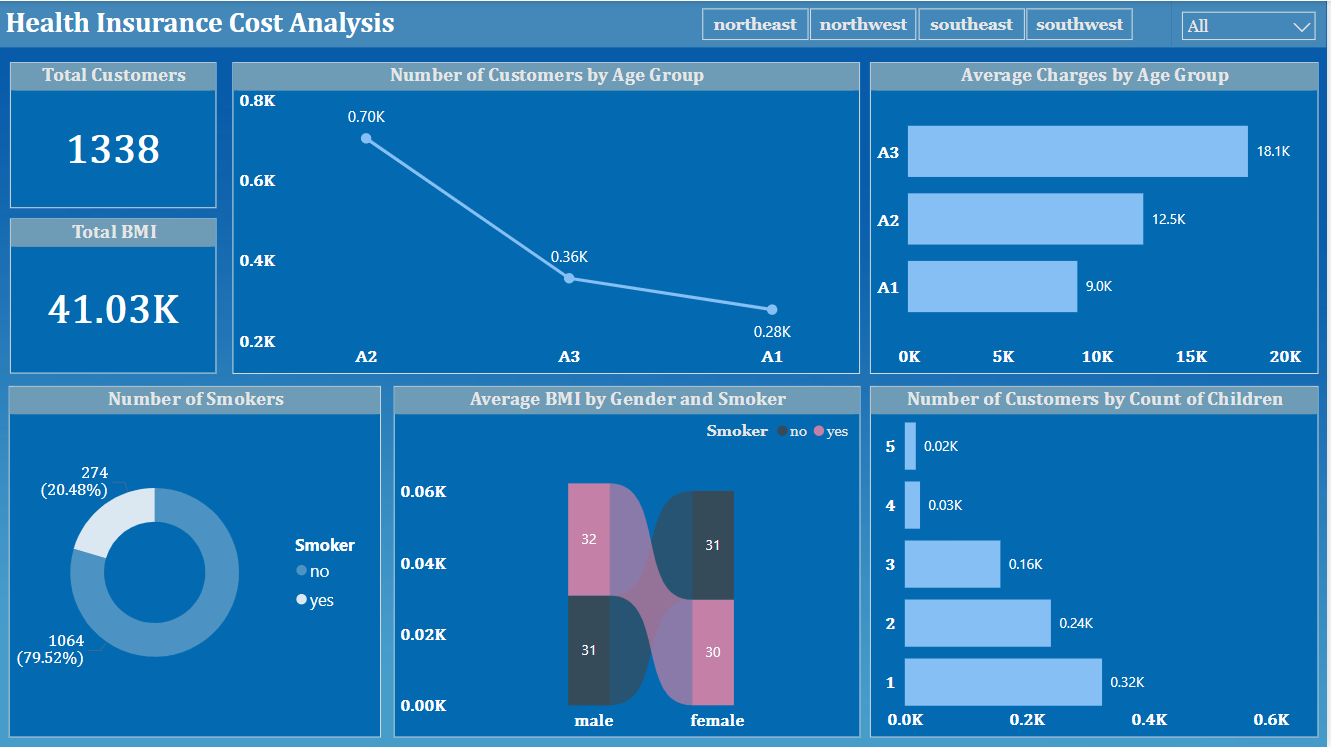 Health Insurance Cost Analysis
northeast
northwest
southeast
southwest
All
Total Customers
1338
Total BMI
41.03K
Number of Customers by Age Group
0.8K
0.6K
0.4K
0.2K
0.70K
0.36K
0.28K
A2
A3
A1
Average Charges by Age Group
A3
18.1K
A2
12.5K
A1
9.0K
0K
5K
10K
15K
20K
Number of Smokers
274
(20.48%)
1064
(79.52%)
Smoker
no
yes
Average BMI by Gender and Smoker
Smoker no yes
0.06K
0.04K
0.02K
0.00K
32
31
31
30
male
female
Number of Customers by Count of Children
5
0.02K
4
0.03K
3
0.16K
2
0.24K
1
0.32K
0.0K
0.2K
0.4K
0.6K